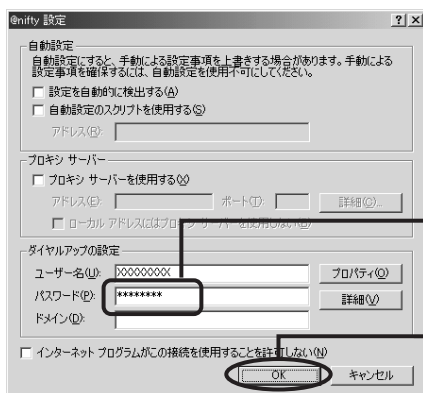 @nifty 設定
自動設定
自動設定にすると、手動による設定事項を上書きする場合があります。手動による
設定事項を確保するには、自動設定を使用不可にしてください。
設定を自動的に検出する(A)
自動設定のスクリプトを使用する(S)
アドレス(R):
プロキシ サーバー
プロキシ サーバーを使用する(X)
アドレス(E): ポート(T): 詳細(C)...
ローカル アドレスにはプロキシ サーバーを使用しない(B)
ダイヤルアップの設定
ユーザー名(U): XXXXXXXX プロパティ(O)
パスワード(P): ******** 詳細(V)
ドメイン(D):
インターネット プログラムがこの接続を使用することを許可しない(N)
OK キャンセル